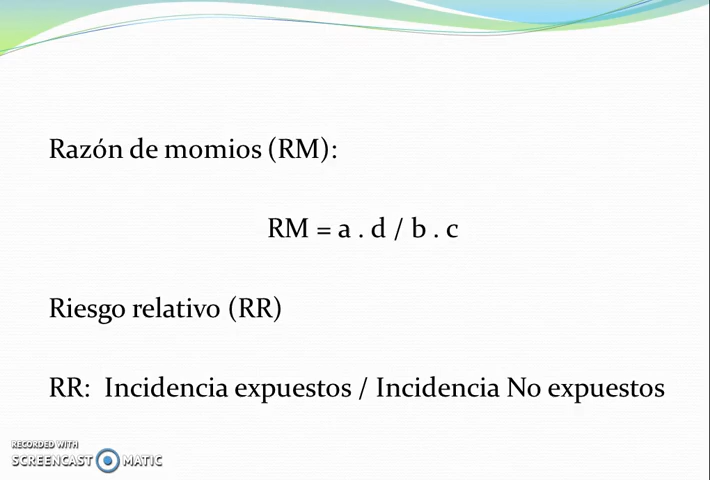 Razón de momios (RM):
RM = a . d / b . c
Riesgo relativo (RR)
RR: Incidencia expuestos / Incidencia No expuestos
RECORDED WITH
SCREENCAST MATIC